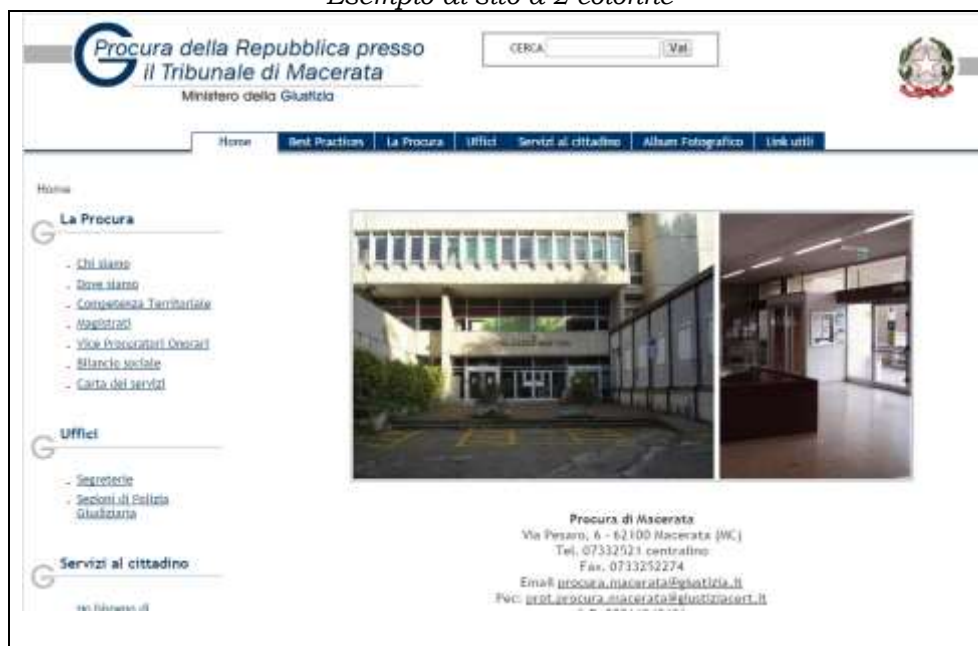 Esempio di sito a 2 colonne
Procura della Repubblica presso
il Tribunale di Macerata
Ministero della Giustizia
CERCA
Vai
Home
Best Practices
La Procura
Uffici
Servizi al cittadino
Album Fotografico
Link utili
Home
La Procura
Chi siamo
Dove siamo
Competenza Territoriale
Magistrati
Vice Procuratori Onorari
Bilancio sociale
Carta dei servizi
Uffici
Segreterie
Sezioni di Polizia
Giudiziaria
Servizi al cittadino
Procura di Macerata
Via Pesaro, 6 - 62100 Macerata (MC)
Tel. 07332521 centralino
Fax. 0733252274
Email procura.macerata@giustizia.it
Pec: prot.procura.macerata@giustiziacert.it